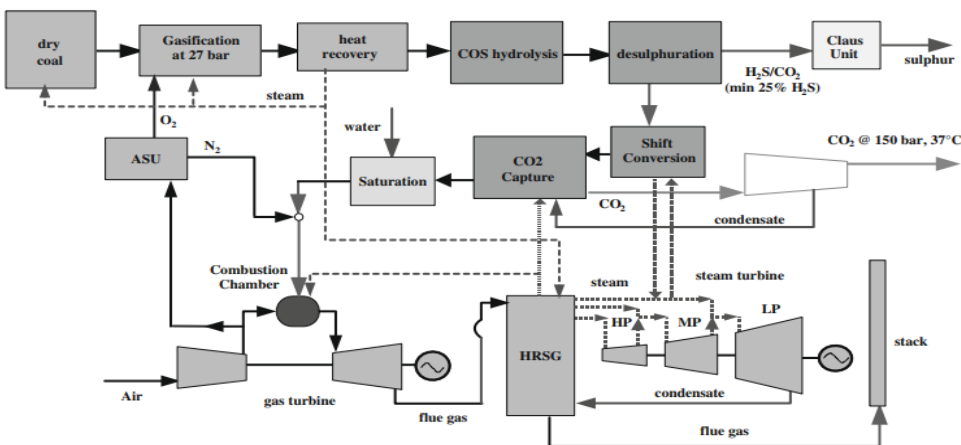 dry
coal
Gasification
at 27 bar
heat
recovery
COS hydrolysis
desulphuration
Claus
Unit
sulphur
H₂S/CO₂
(min 25% H₂S)
steam
O₂
water
ASU
N₂
Saturation
CO2
Capture
Shift
Conversion
CO₂ @ 150 bar, 37°C
CO₂
condensate
Combustion
Chamber
steam
steam turbine
HRSG
HP
MP
LP
stack
Air
gas turbine
flue gas
condensate
flue gas